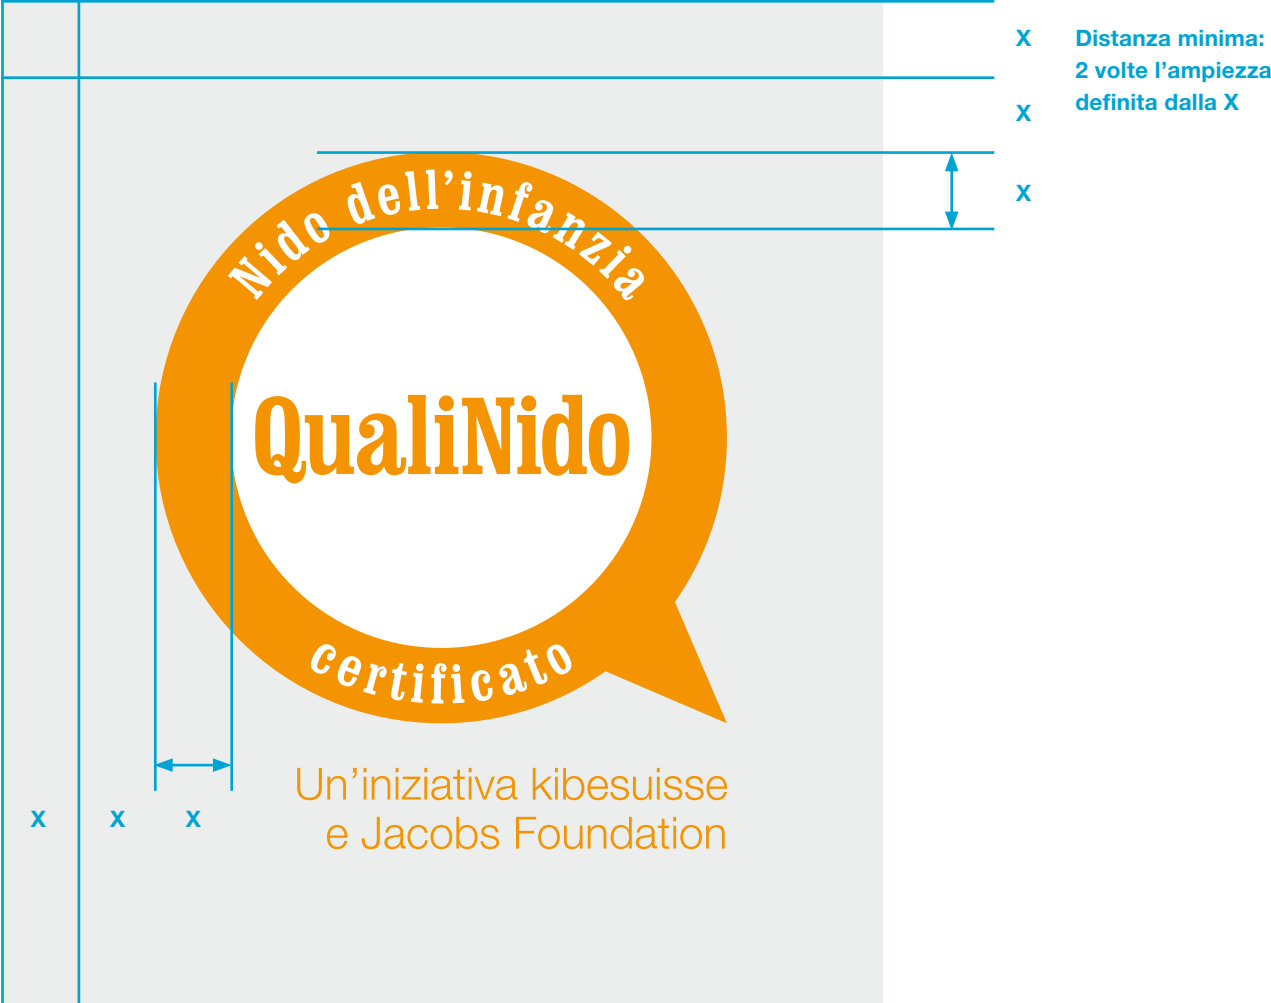 X
Distanza minima:
2 volte l’ampiezza
definita dalla X
X
X
Nido dell'infanzia
QualiNido
certificato
Un’iniziativa kibesuisse
e Jacobs Foundation
X X X